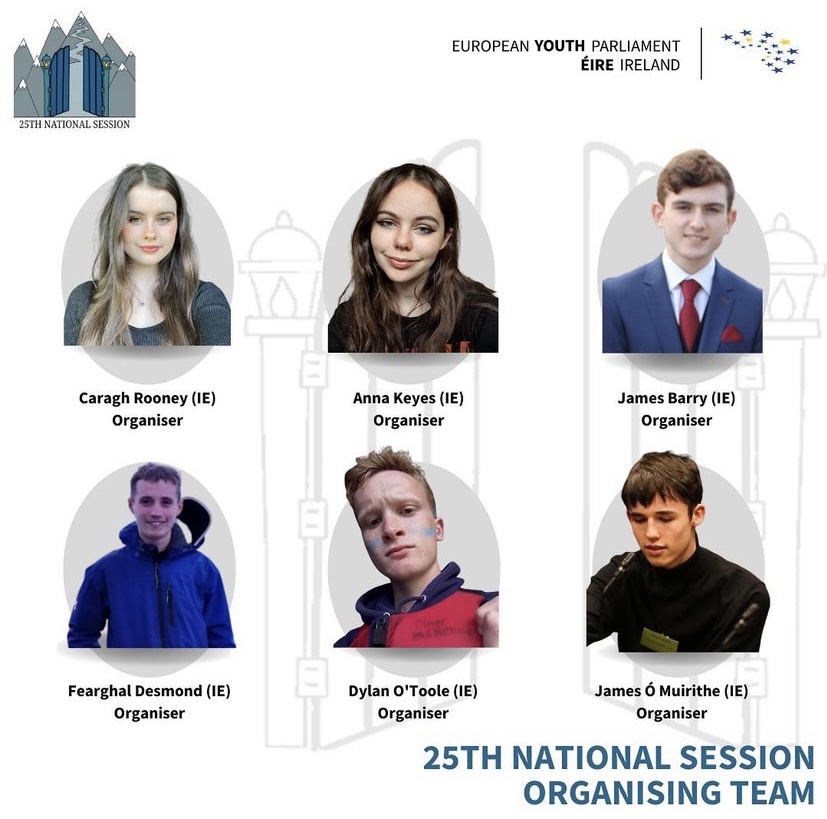 25TH NATIONAL SESSION
EUROPEAN YOUTH PARLIAMENT
ÉIRE IRELAND
Caragh Rooney (IE)
Organiser
Anna Keyes (IE)
Organiser
James Barry (IE)
Organiser
Fearghal Desmond (IE)
Organiser
Dylan O'Toole (IE)
Organiser
James Ó Muirithe (IE)
Organiser
25TH NATIONAL SESSION
ORGANISING TEAM